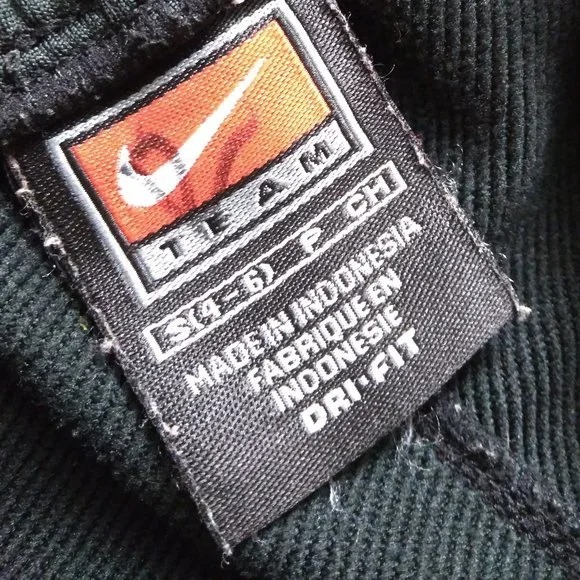 TEAM
S(4-6) P CH
MADE IN INDONESIA
FABRIQUE EN
INDONESIE
DRI-FIT